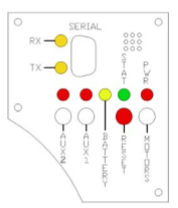 SERIAL
RX
TX
STAT
PWR
AUX2
AUX1
BATTERY
RESET
MOTORS